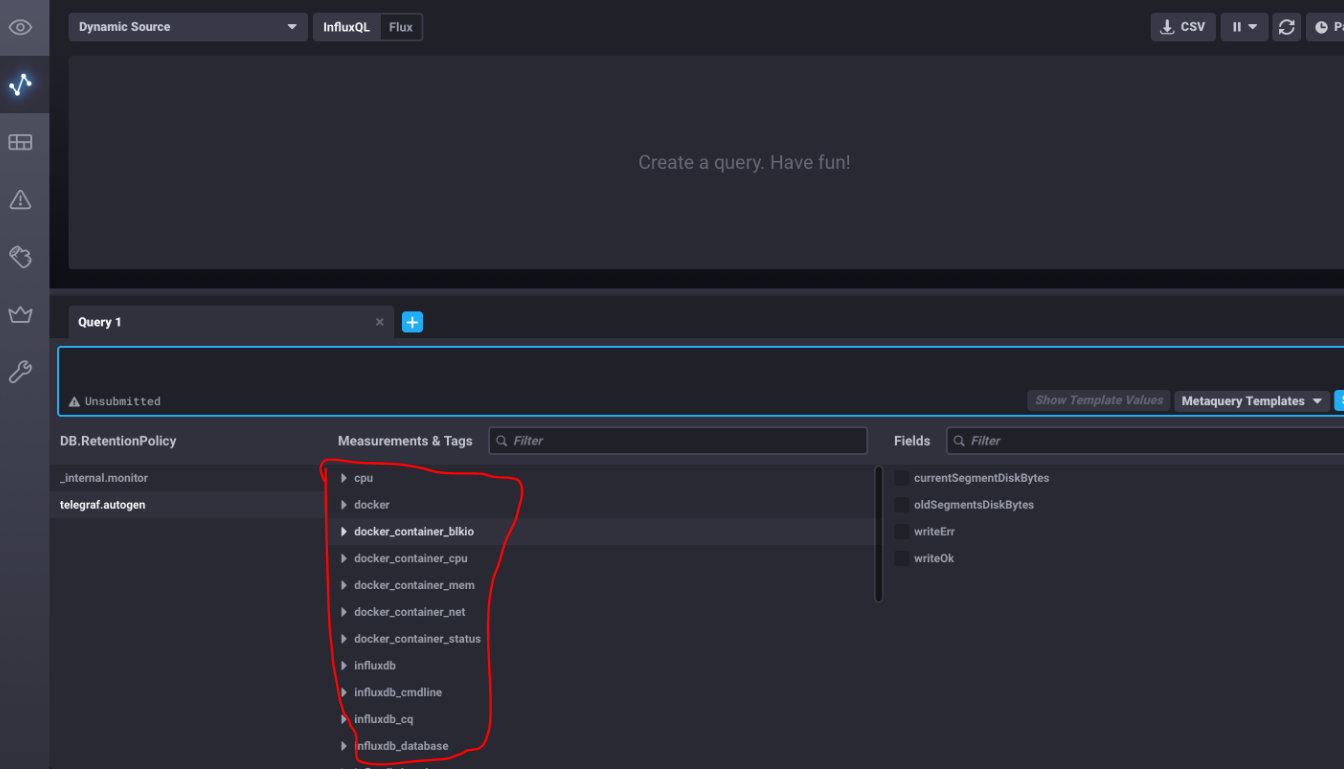 Dynamic Source InfluxQL Flux CSV
Create a query. Have fun!
Query 1
Unsubmitted Show Template Values Metaquery Templates
DB.RetentionPolicy Measurements & Tags Filter Fields Filter
_internal.monitor cpu currentSegmentDiskBytes
telegraf.autogen docker oldSegmentsDiskBytes
docker_container_blkio writeErr
docker_container_cpu writeOk
docker_container_mem
docker_container_net
docker_container_status
influxdb
influxdb_cmdline
influxdb_cq
influxdb_database